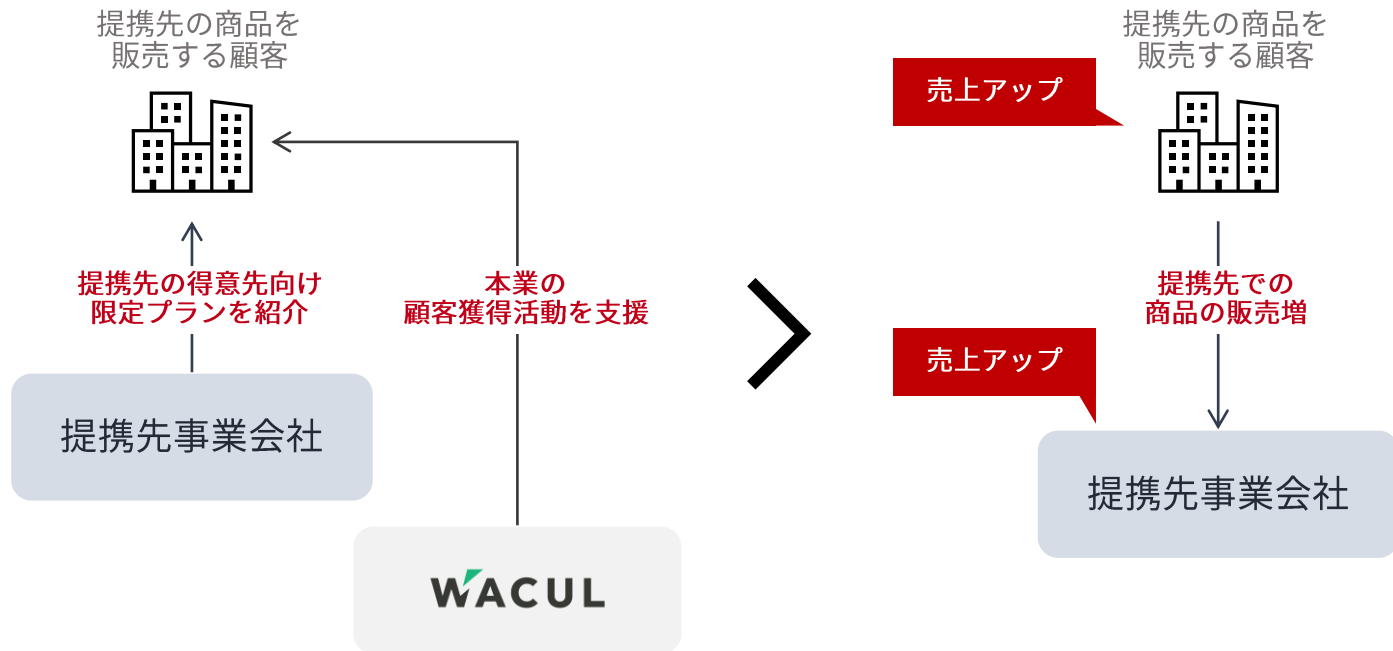 提携先の商品を
販売する顧客
提携先の得意先向け
限定プランを紹介
本業の
顧客獲得活動を支援
提携先事業会社
WACUL
提携先の商品を
販売する顧客
売上アップ
提携先での
商品の販売増
売上アップ
提携先事業会社